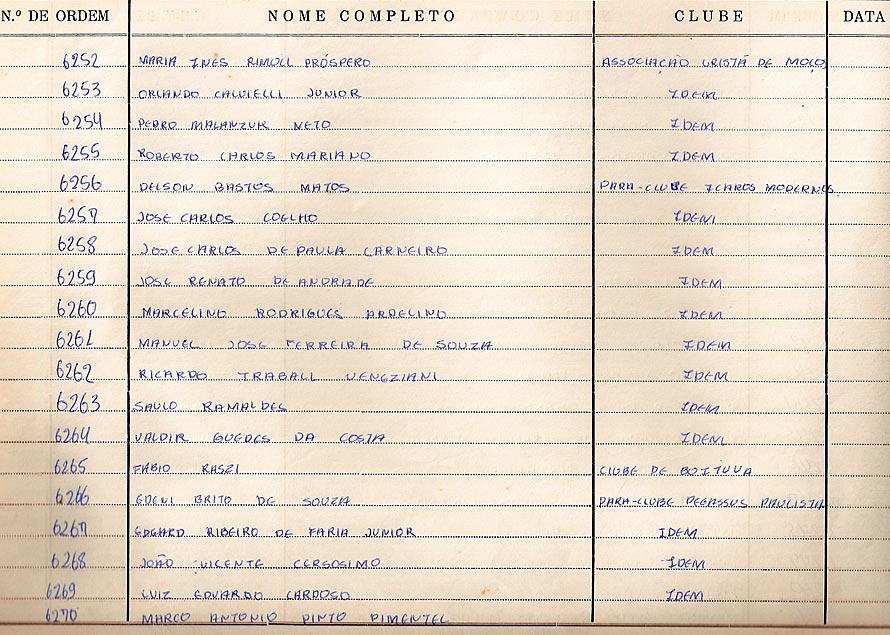 N.º DE ORDEM NOME COMPLETO CLUBE DATA
6252 MARIA INES RIMOLL PRÓSPERO ASSOCIAÇÃO CRISTÃ DE MOÇOS
6253 ORLANDO CALVIELLI JUNIOR IDEM
6254 PEDRO MALANZUK NETO IDEM
6255 ROBERTO CARLOS MARIANO IDEM
6256 DELSON BASTOS MATOS PARA-CLUBE ICAROS MODERNOS
6257 JOSE CARLOS COELHO IDEM
6258 JOSE CARLOS DE PAULA CARNEIRO IDEM
6259 JOSE RENATO DE ANDRADE IDEM
6260 MARCELINO RODRIGUES ARDELINO IDEM
6261 MANUEL JOSE FERREIRA DE SOUZA IDEM
6262 RICARDO TRABALL VENEZIANI IDEM
6263 SAULO RAMALDES IDEM
6264 VALDIR GUEDES DA COSTA IDEM
6265 FÁBIO RASZI CLUBE DE BOITUVA
6266 EDENI BRITO DE SOUZA PARA-CLUBE PEGASSUS PAULISTA
6267 EDGARD RIBEIRO DE FARIA JUNIOR IDEM
6268 JOÃO VICENTE CERSOSIMO IDEM
6269 LUIZ EDUARDO CARDOSO IDEM
6270 MARCO ANTONIO PINTO PIMENTEL